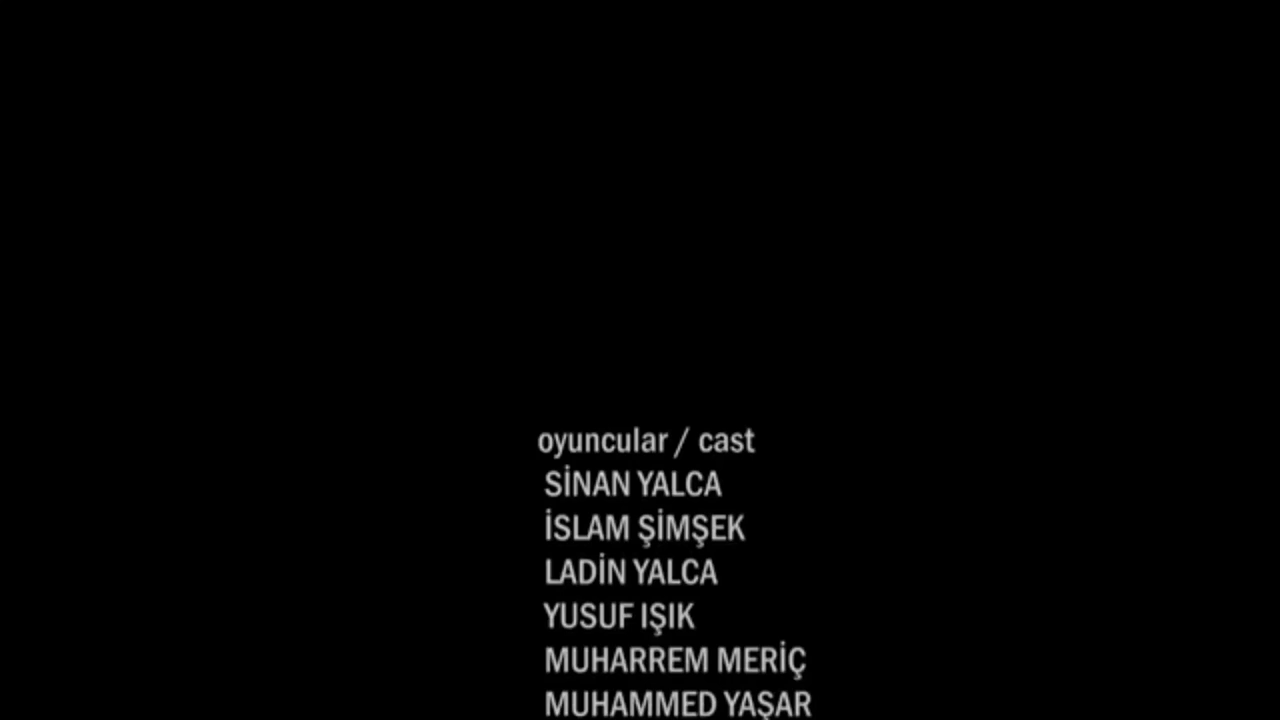 oyuncular / cast
SİNAN YALCA
İSLAM ŞİMŞEK
LADİN YALCA
YUSUF IŞIK
MUHARREM MERİÇ
MUHAMMED YAŞAR